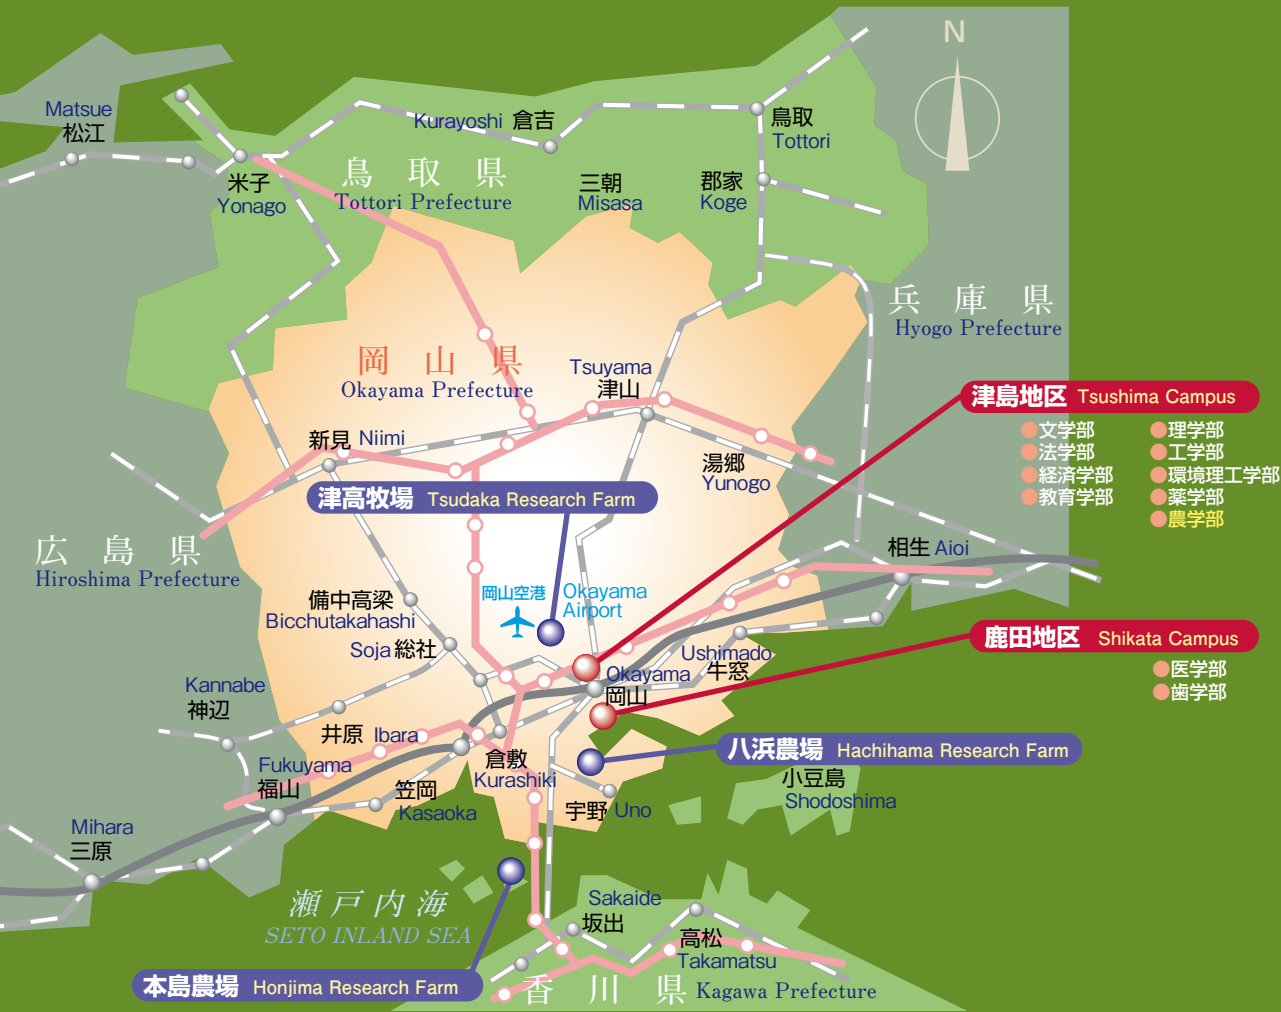 N
Matsue
松江
Kurayoshi 倉吉
鳥取
Tottori
米子
Yonago
鳥取県
Tottori Prefecture
三朝
Misasa
郡家
Koge
兵庫県
Hyogo Prefecture
岡山県
Okayama Prefecture
Tsuyama
津山
津島地区 Tsushima Campus
文学部
法学部
経済学部
教育学部
理学部
工学部
環境理工学部
薬学部
農学部
新見 Niimi
湯郷
Yunogo
津高牧場 Tsudaka Research Farm
広島県
Hiroshima Prefecture
相生 Aioi
備中高梁
Bicchutakahashi
岡山空港
Okayama
Airport
Soja 総社
Ushimado
牛窓
鹿田地区 Shikata Campus
医学部
歯学部
Okayama
岡山
Kannabe
神辺
井原 Ibara
Fukuyama
福山
倉敷
Kurashiki
八浜農場 Hachihama Research Farm
小豆島
Shodoshima
笠岡
Kasaoka
宇野 Uno
Mihara
三原
瀬戸内海
SETO INLAND SEA
Sakaide
坂出
高松
Takamatsu
本島農場 Honjima Research Farm
香川県 Kagawa Prefecture